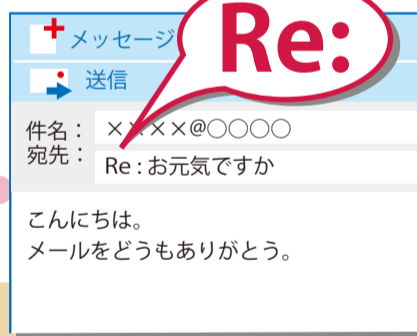 メッセージ
Re:
送信
件名： ××××@○○○○
宛先： Re : お元気ですか
こんにちは。
メールをどうもありがとう。